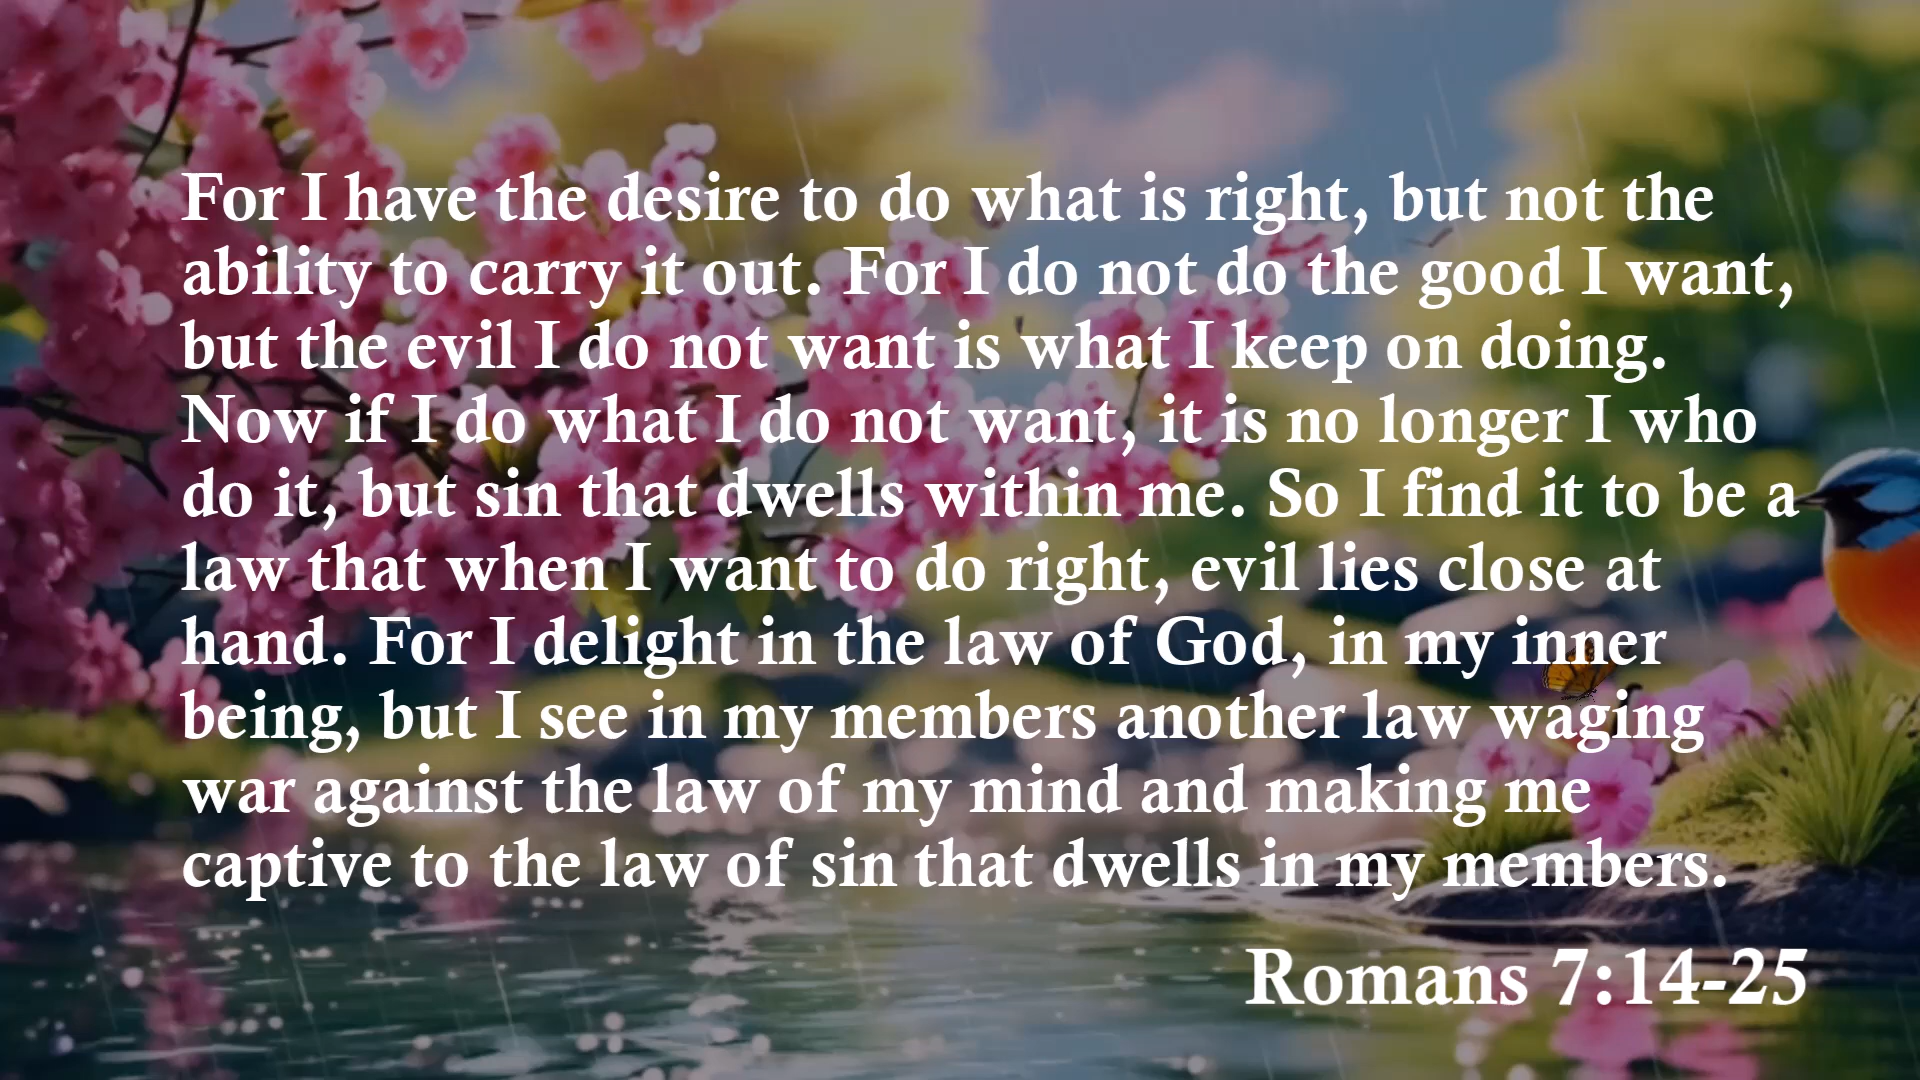 For I have the desire to do what is right, but not the
ability to carry it out. For I do not do the good I want,
but the evil I do not want is what I keep on doing.
Now if I do what I do not want, it is no longer I who
do it, but sin that dwells within me. So I find it to be a
law that when I want to do right, evil lies close at
hand. For I delight in the law of God, in my inner
being, but I see in my members another law waging
war against the law of my mind and making me
captive to the law of sin that dwells in my members.
Romans 7:14-25